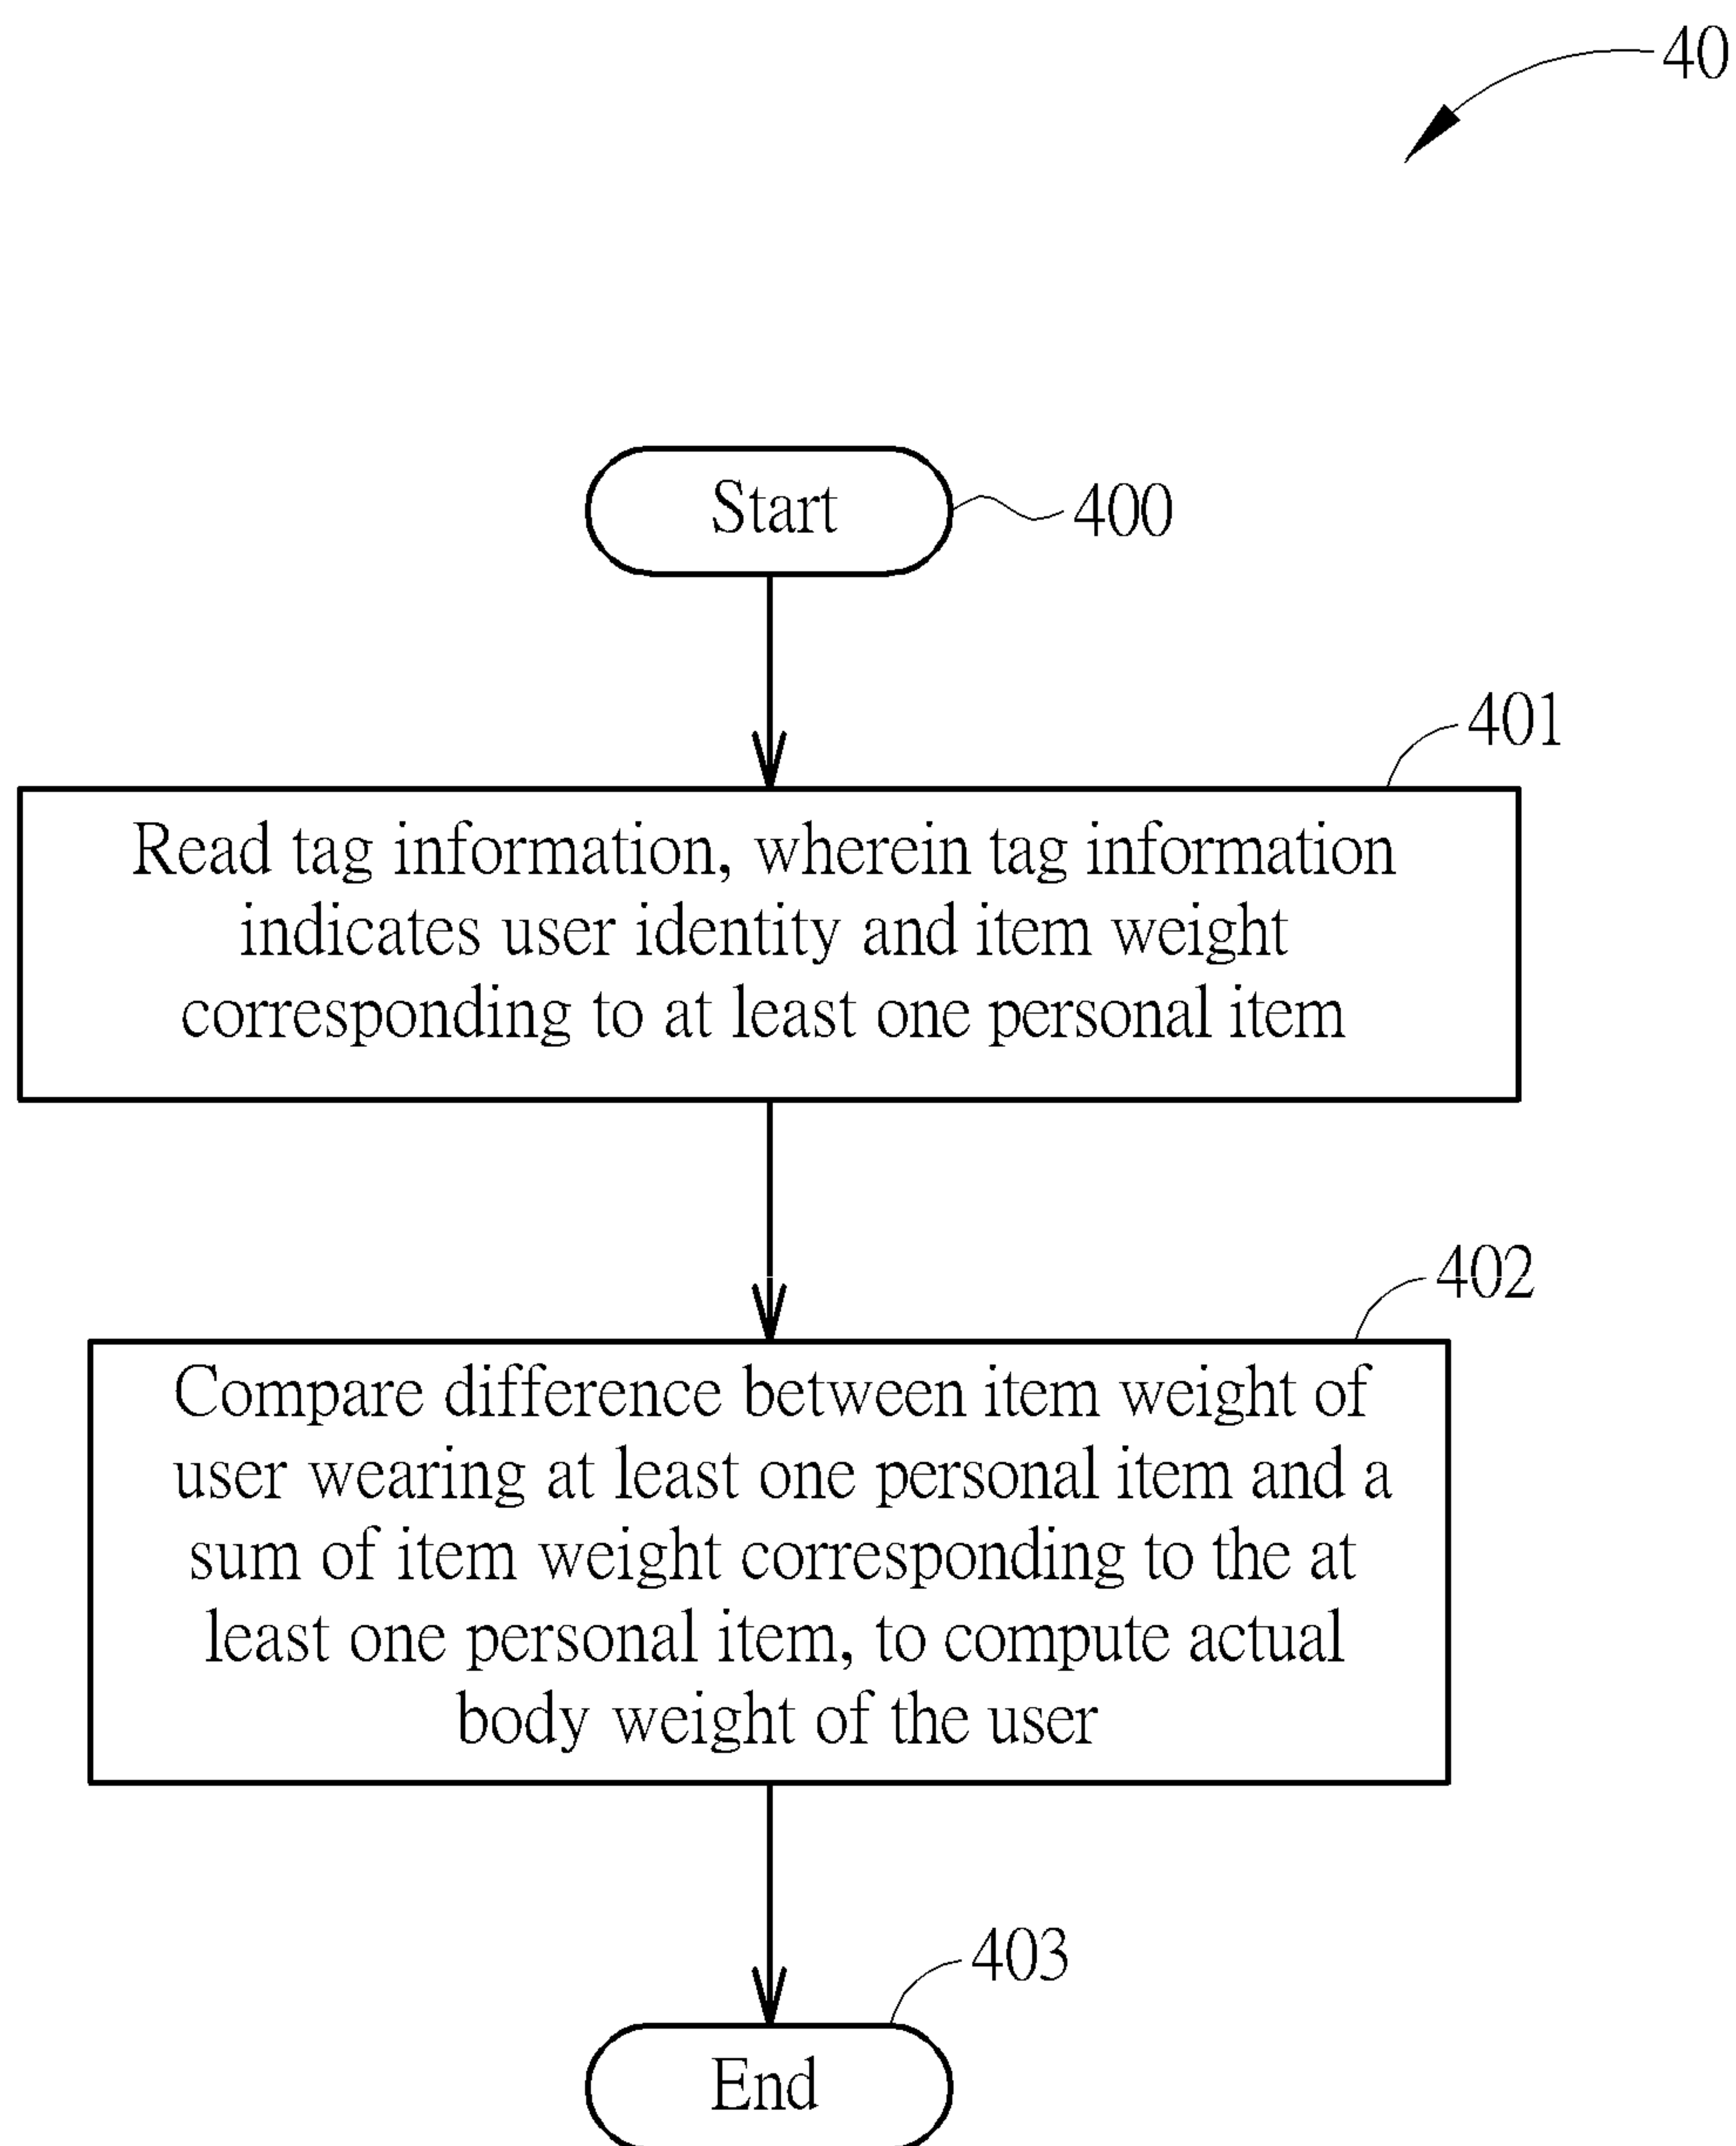 40
Start
400
401
Read tag information, wherein tag information
indicates user identity and item weight
corresponding to at least one personal item
402
Compare difference between item weight of
user wearing at least one personal item and a
sum of item weight corresponding to the at
least one personal item, to compute actual
body weight of the user
403
End